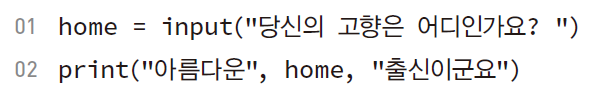 01 home = input("당신의 고향은 어디인가요? ")
02 print("아름다운", home, "출신이군요")